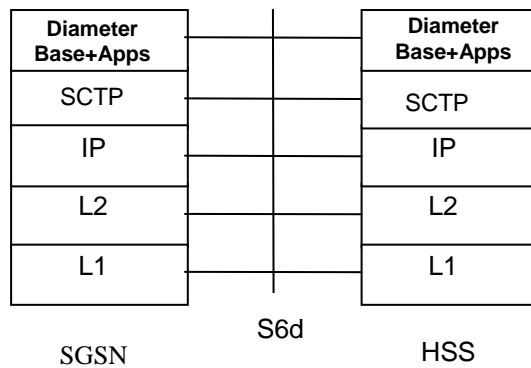 Diameter
Base+Apps
SCTP
IP
L2
L1
SGSN
S6d
Diameter
Base+Apps
SCTP
IP
L2
L1
HSS